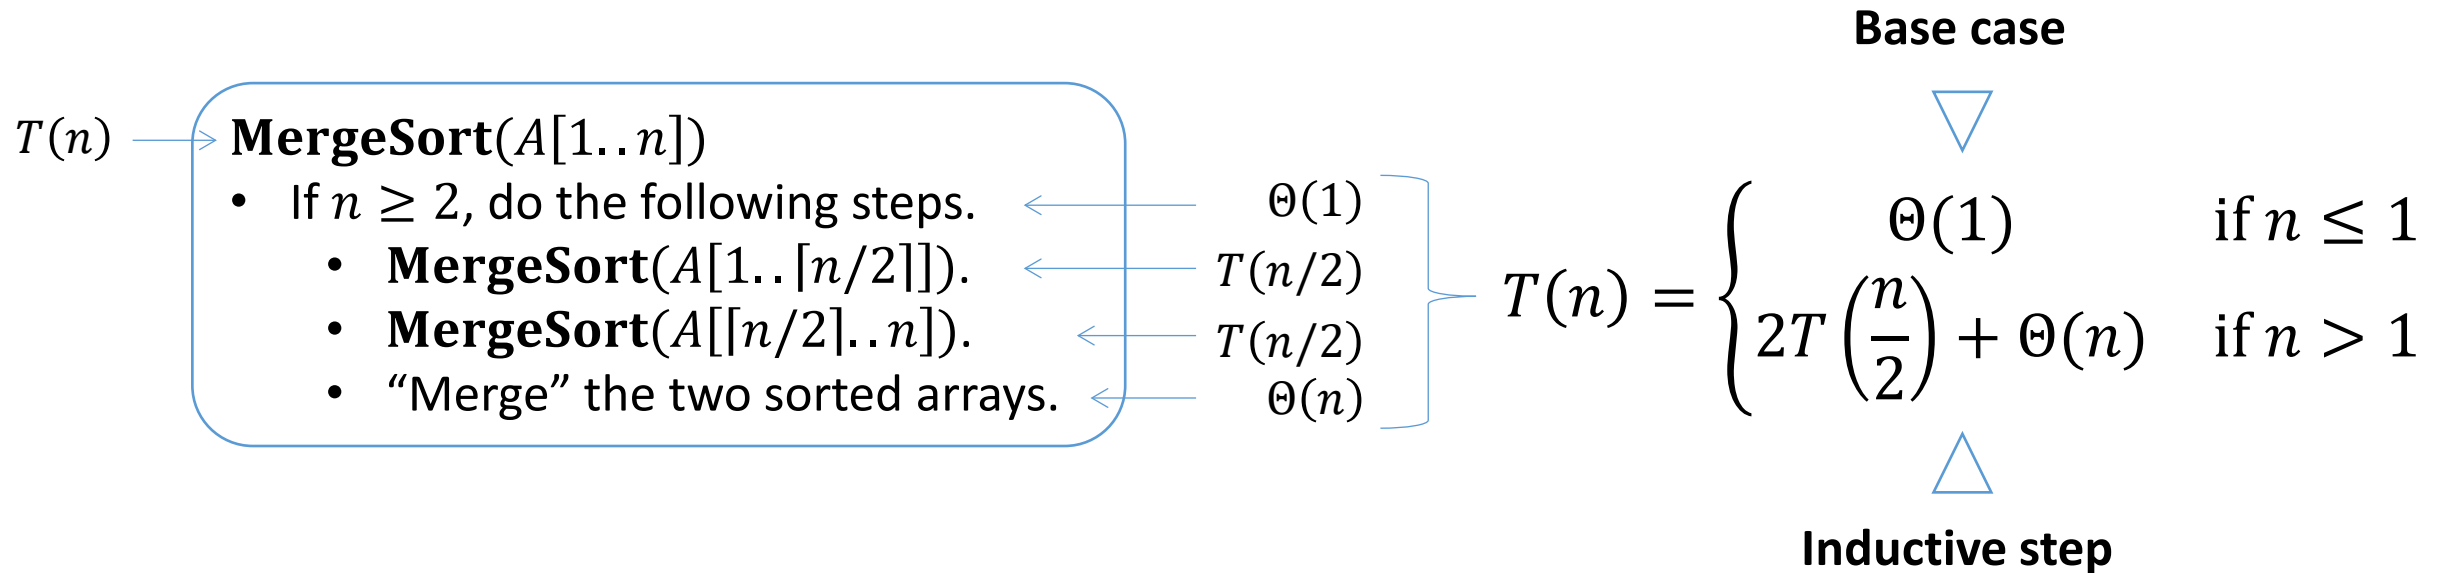 Base case
T(n)
MergeSort(A[1..n])
• If n ≥ 2, do the following steps.
• MergeSort(A[1..⌈n/2⌉]).
• MergeSort(A[⌈n/2⌉..n]).
• “Merge” the two sorted arrays.
Θ(1)
T(n/2)
T(n/2)
Θ(n)
T(n) = { Θ(1) if n ≤ 1
2T(n/2) + Θ(n) if n > 1
Inductive step